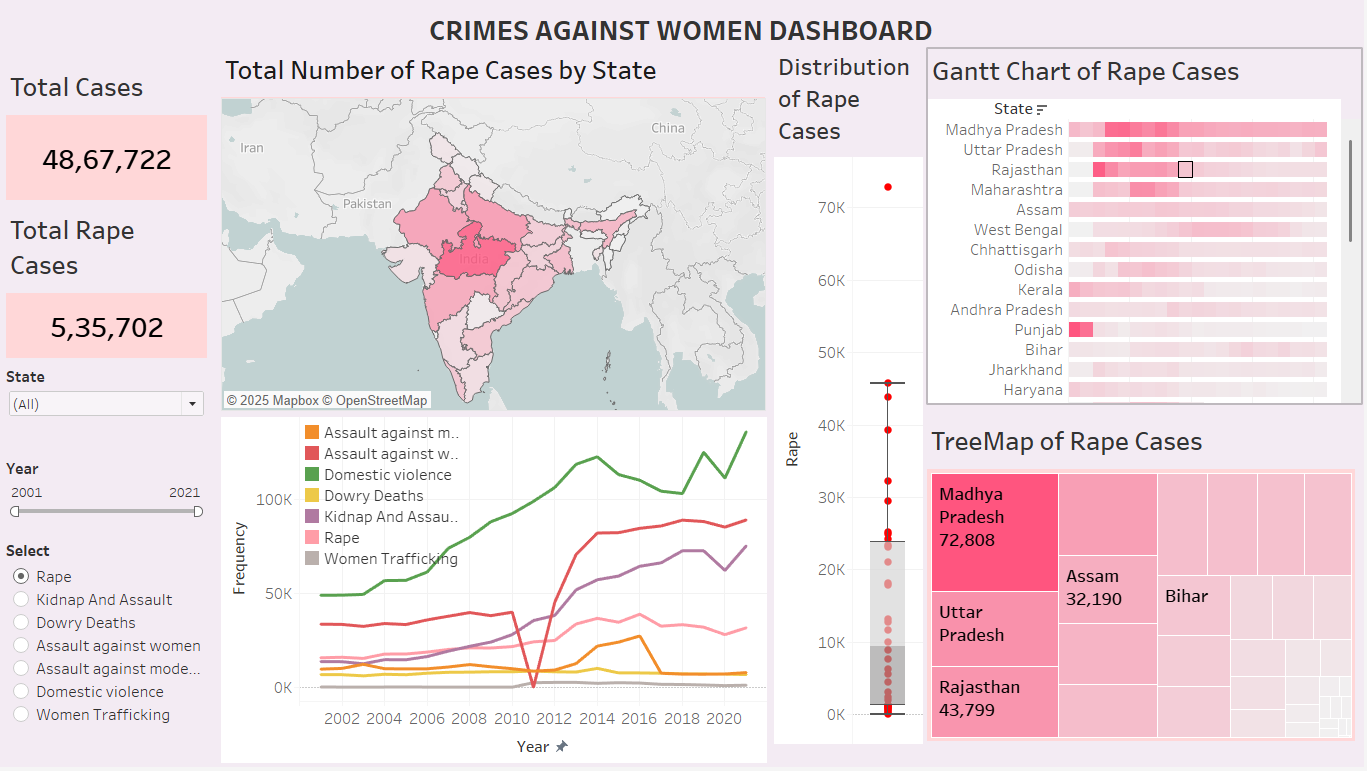 CRIMES AGAINST WOMEN DASHBOARD
Total Cases
48,67,722
Total Rape
Cases
5,35,702
State
(All)
Year
2001 2021
Select
Rape
Kidnap And Assault
Dowry Deaths
Assault against women
Assault against mode...
Domestic violence
Women Trafficking
Total Number of Rape Cases by State
Iran
China
Pakistan
India
© 2025 Mapbox © OpenStreetMap
Assault against m..
Assault against w..
Domestic violence
Dowry Deaths
Kidnap And Assau..
Rape
Women Trafficking
Frequency
100K
50K
0K
2002 2004 2006 2008 2010 2012 2014 2016 2018 2020
Year
Distribution
of Rape
Cases
Rape
70K
60K
50K
40K
30K
20K
10K
0K
Gantt Chart of Rape Cases
State
Madhya Pradesh
Uttar Pradesh
Rajasthan
Maharashtra
Assam
West Bengal
Chhattisgarh
Odisha
Kerala
Andhra Pradesh
Punjab
Bihar
Jharkhand
Haryana
TreeMap of Rape Cases
Madhya
Pradesh
72,808
Uttar
Pradesh
Rajasthan
43,799
Assam
32,190
Bihar